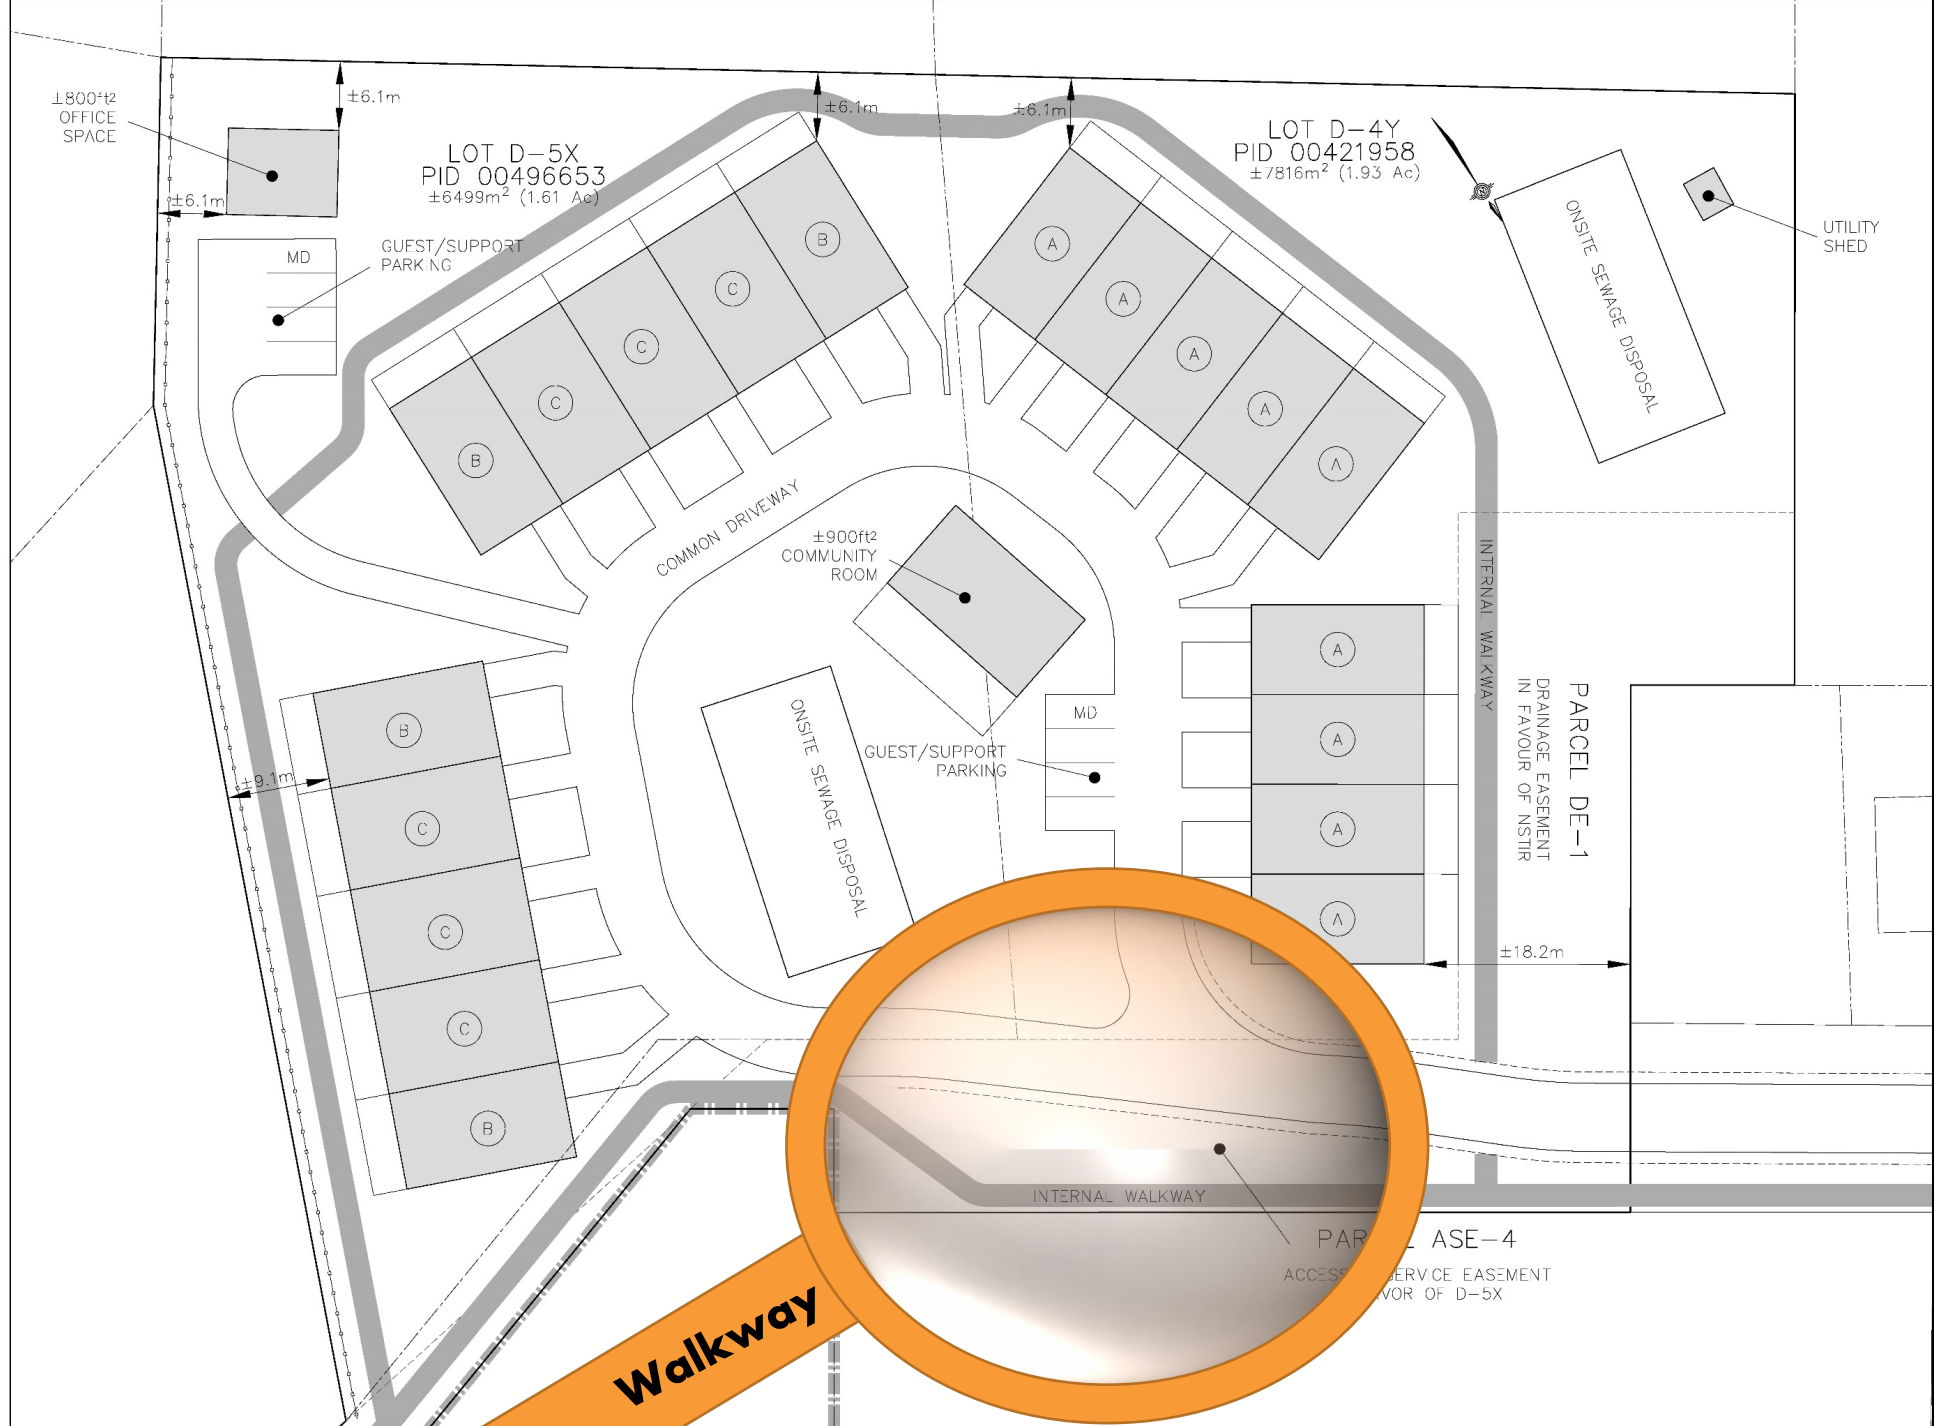 ±800ft²
OFFICE
SPACE
±6.1m
±6.1m
±6.1m
±6.1m
LOT D-5X
PID 00496653
±6499m² (1.61 Ac)
LOT D-4Y
PID 00421958
±7816m² (1.93 Ac)
N
UTILITY
SHED
ONSITE SEWAGE DISPOSAL
GUEST/SUPPORT
PARKING
MD
B
C
C
C
B
A
A
A
A
A
COMMON DRIVEWAY
±900ft²
COMMUNITY
ROOM
INTERNAL WALKWAY
A
A
A
A
PARCEL DE-1
DRAINAGE EASEMENT
IN FAVOUR OF NSTIR
MD
GUEST/SUPPORT
PARKING
ONSITE SEWAGE DISPOSAL
±9.1m
B
C
C
C
B
±18.2m
INTERNAL WALKWAY
ASE-4
SERVICE EASEMENT
OF D-5X
Walkway